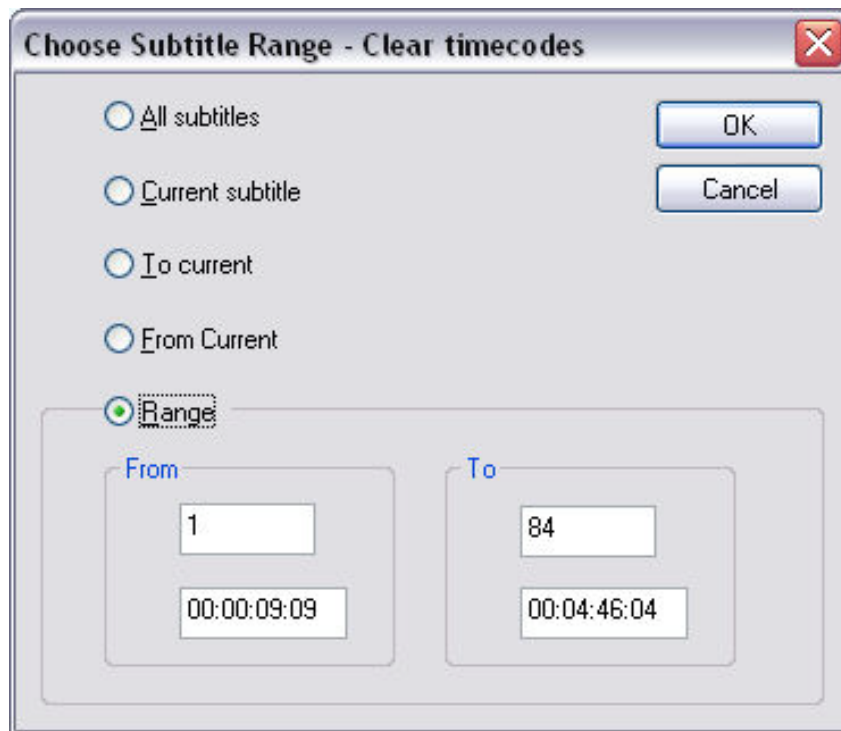 Choose Subtitle Range - Clear timecodes
All subtitles
OK
Current subtitle
Cancel
To current
From Current
Range
From
To
1
84
00:00:09:09
00:04:46:04